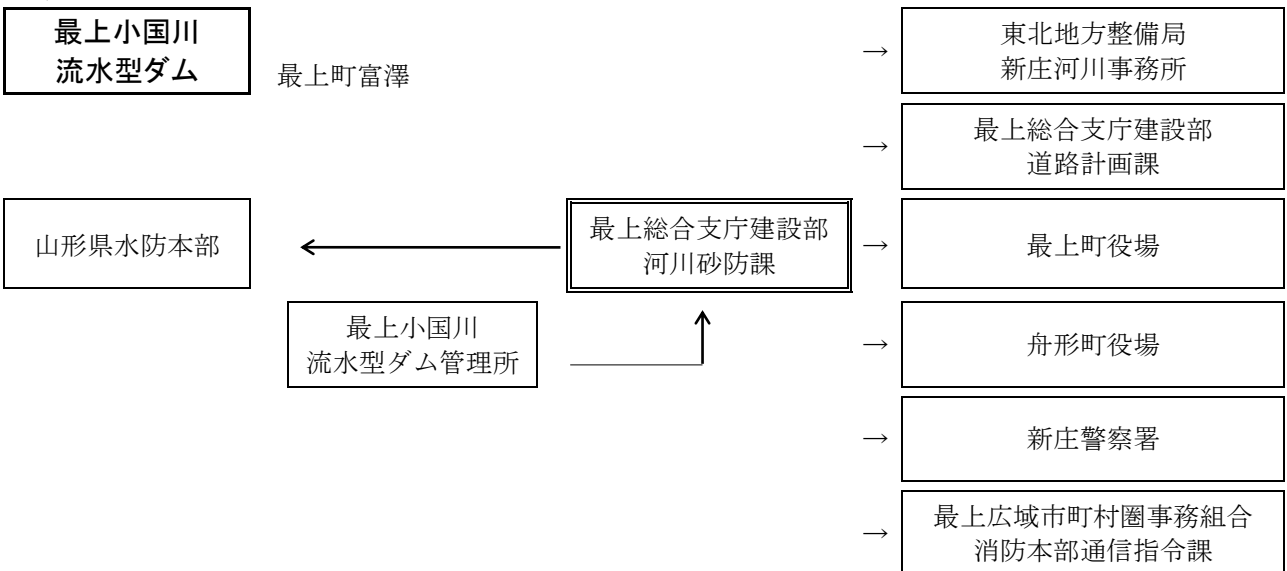 最上小国川
流水型ダム
最上町富澤
→
東北地方整備局
新庄河川事務所
→
最上総合支庁建設部
道路計画課
山形県水防本部
最上総合支庁建設部
河川砂防課
→
最上町役場
最上小国川
流水型ダム管理所
→
舟形町役場
→
新庄警察署
→
最上広域市町村圏事務組合
消防本部通信指令課